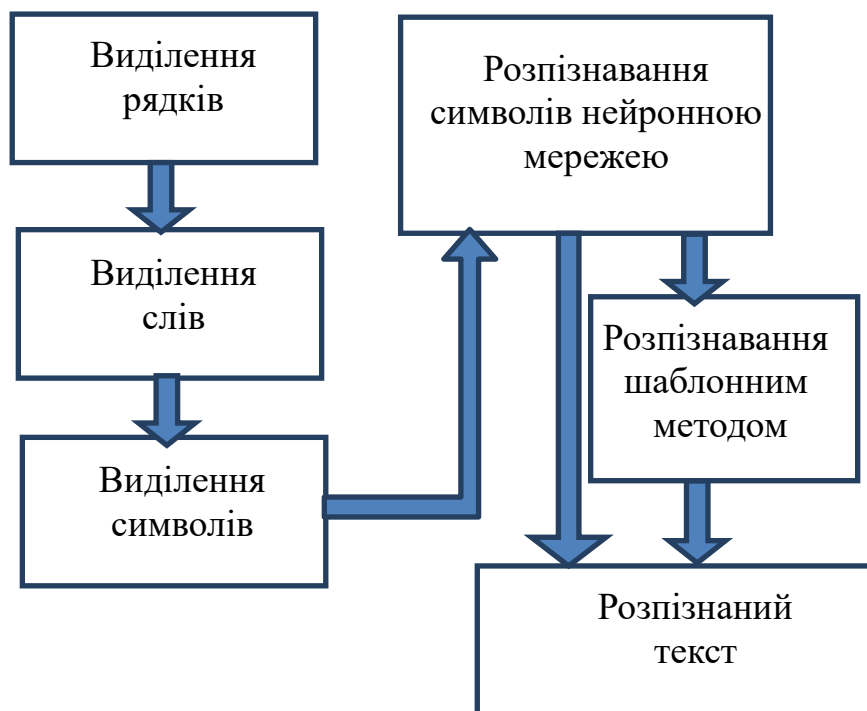 Виділення
рядків
Виділення
слів
Виділення
символів
Розпізнавання
символів нейронною
мережею
Розпізнавання
шаблонним
методом
Розпізнаний
текст